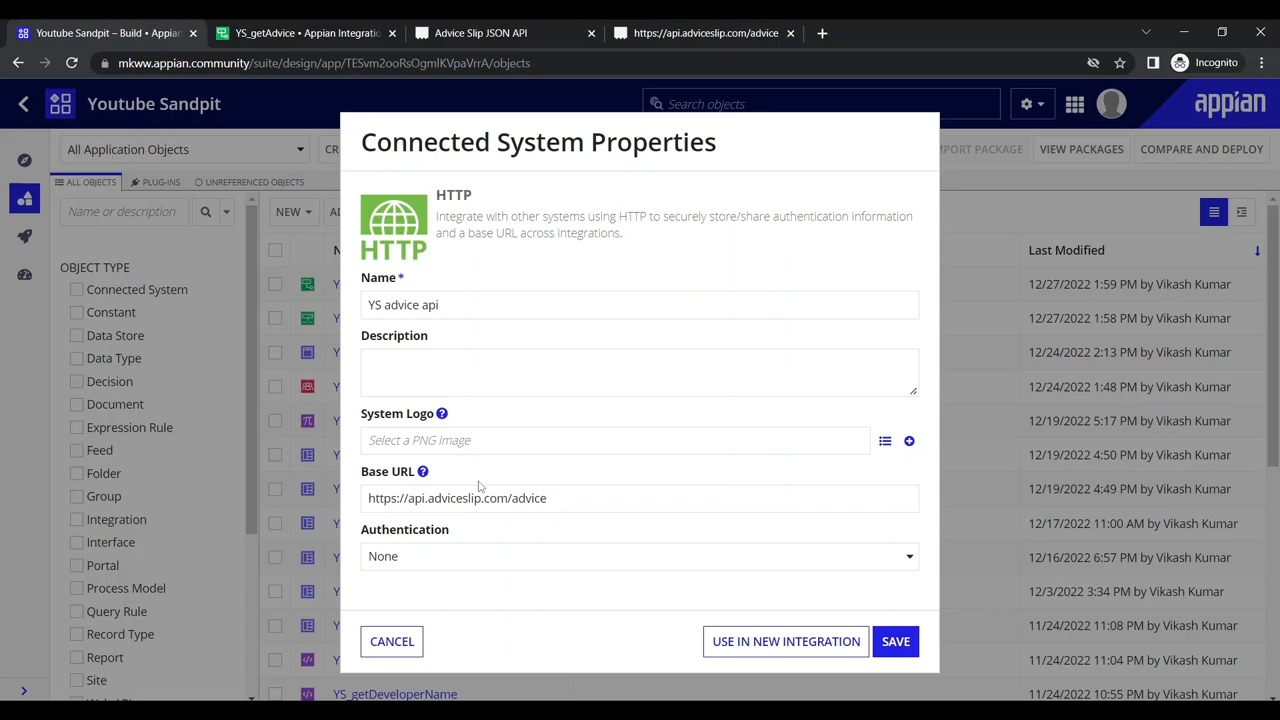 Youtube Sandpit – Build • Appian
YS_getAdvice • Appian Integratio
Advice Slip JSON API
https://api.adviceslip.com/advice
mkww.appian.community/suite/design/app/TESvm2ooRsOgmlKVpaVrrA/objects
Incognito
Youtube Sandpit
Search objects
appian
All Application Objects
CR
MPORT PACKAGE
VIEW PACKAGES
COMPARE AND DEPLOY
ALL OBJECTS
PLUG-INS
UNREFERENCED OBJECTS
Name or description
NEW
AD
OBJECT TYPE
Connected System
Constant
Data Store
Data Type
Decision
Document
Expression Rule
Feed
Folder
Group
Integration
Interface
Portal
Process Model
Query Rule
Record Type
Report
Site
YS_getDeveloperName
Connected System Properties
HTTP
HTTP
Integrate with other systems using HTTP to securely store/share authentication information
and a base URL across integrations.
Name *
YS advice api
Description
System Logo
Select a PNG image
Base URL
https://api.adviceslip.com/advice
Authentication
None
CANCEL
USE IN NEW INTEGRATION
SAVE
Last Modified
12/27/2022 1:59 PM by Vikash Kumar
12/27/2022 1:58 PM by Vikash Kumar
12/24/2022 2:13 PM by Vikash Kumar
12/24/2022 1:48 PM by Vikash Kumar
12/19/2022 5:17 PM by Vikash Kumar
12/19/2022 4:50 PM by Vikash Kumar
12/19/2022 4:49 PM by Vikash Kumar
12/17/2022 11:00 AM by Vikash Kumar
12/16/2022 6:57 PM by Vikash Kumar
12/3/2022 3:34 PM by Vikash Kumar
11/24/2022 11:08 PM by Vikash Kumar
11/24/2022 11:04 PM by Vikash Kumar
11/24/2022 10:55 PM by Vikash Kumar